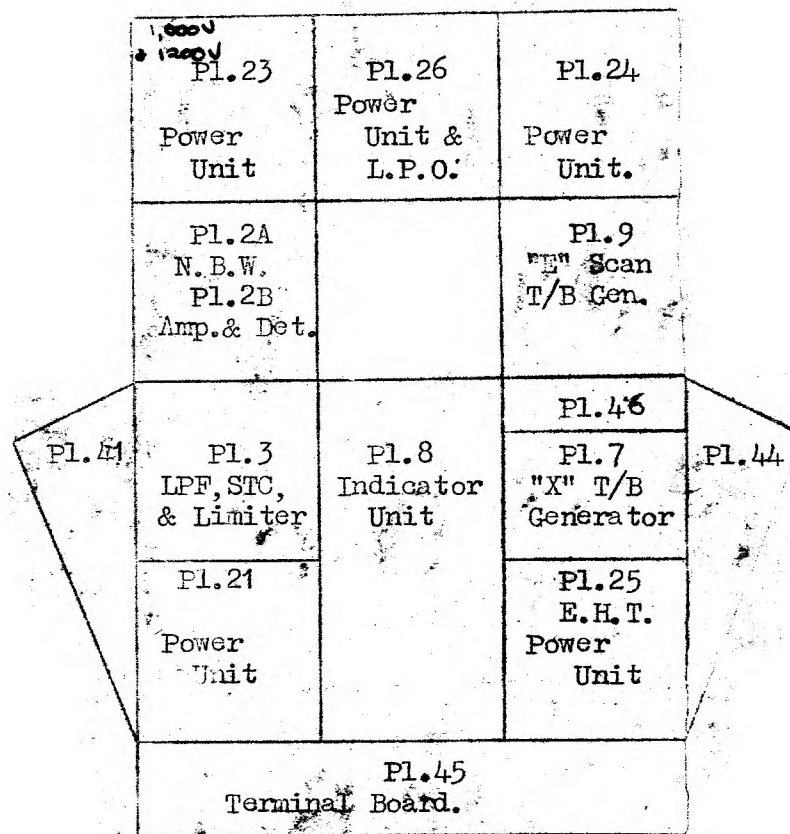 1,000V
& 1200V
Pl.23
Power
Unit
Pl.26
Power
Unit &
L.P.O.
Pl.24
Power
Unit.
Pl.2A
N.B.W.
Pl.2B
Amp.& Det.
Pl.9
"E" Scan
T/B Gen.
Pl.41
Pl.3
LPF,STC,
& Limiter
Pl.8
Indicator
Unit
Pl.46
Pl.7
"X" T/B
Generator
Pl.44
Pl.21
Power
Unit
Pl.25
E.H.T.
Power
Unit
Pl.45
Terminal Board.